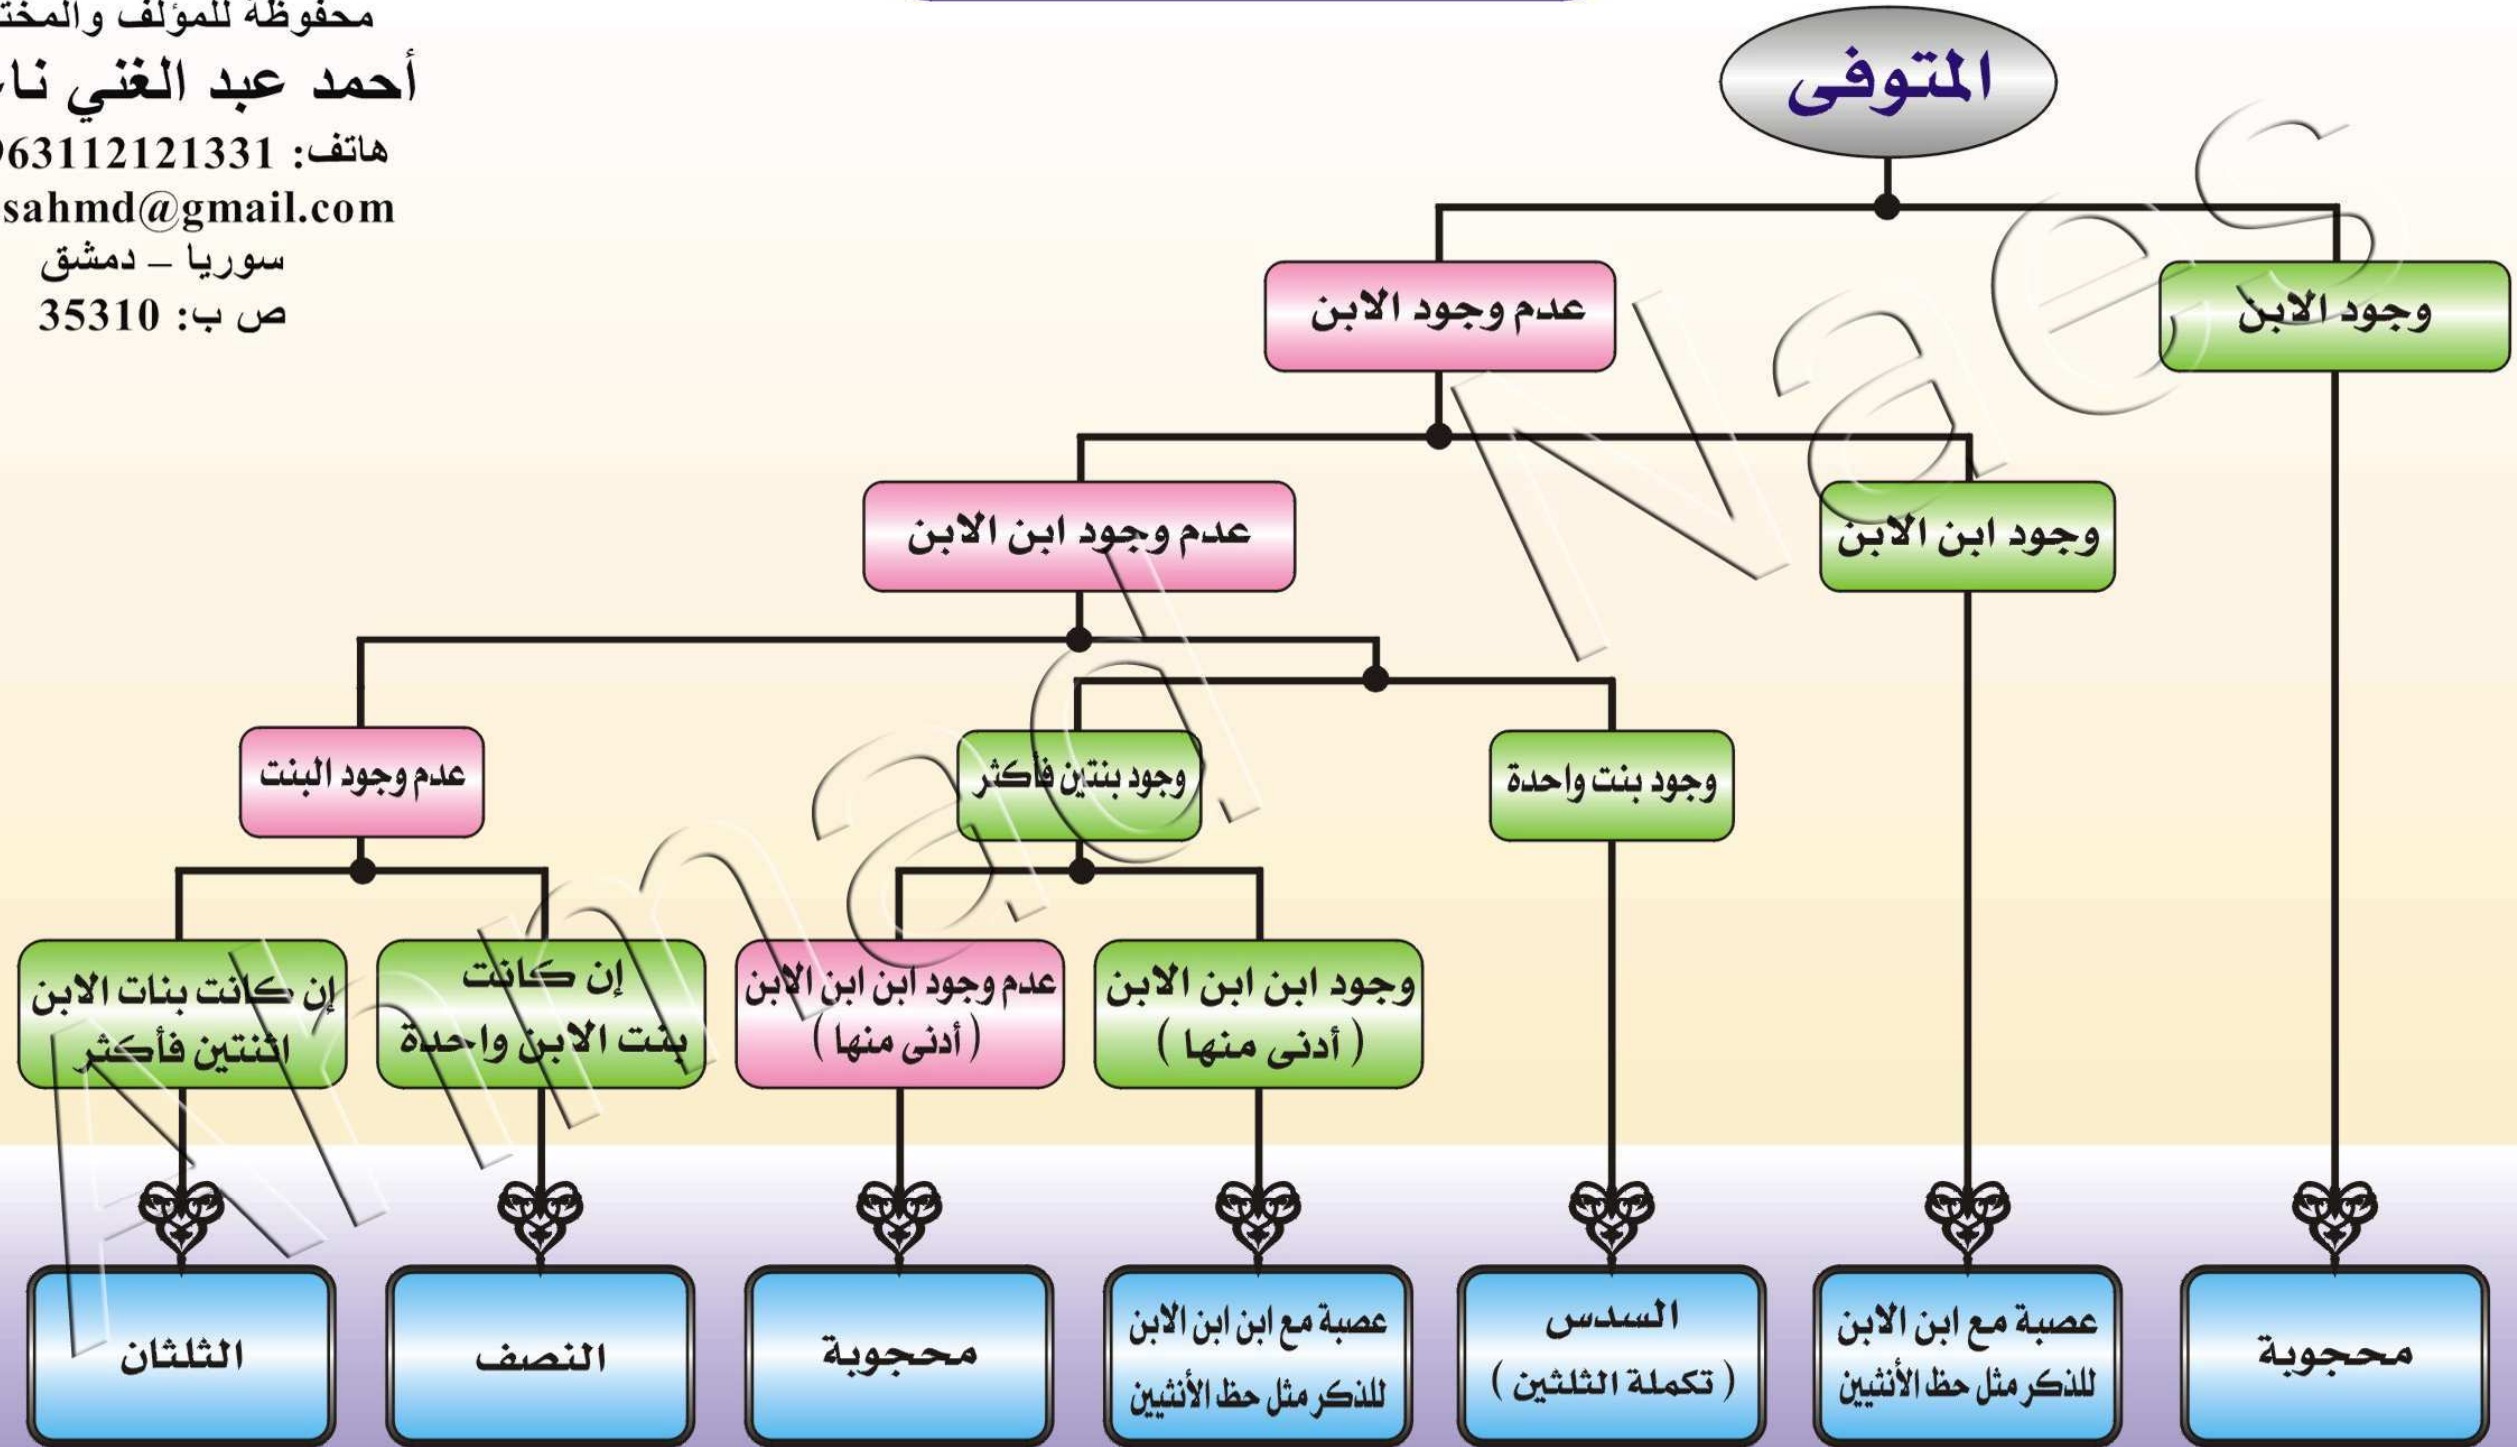 محفوظة للمؤلف
أحمد عبد الغني
هاتف: 63112121331
sahmd@gmail.com
سوريا – دمشق
ص ب: 35310
المتوفى
وجود الابن
عدم وجود الابن
وجود ابن الابن
عدم وجود ابن الابن
وجود بنت واحدة
وجود بنتين فأكثر
عدم وجود البنت
وجود ابن ابن الابن
( أدنى منها )
عدم وجود ابن ابن الابن
( أدنى منها )
إن كانت
بنت الابن واحدة
إن كانت بنات الابن
اثنتين فأكثر
محجوبة
عصبة مع ابن الابن
للذكر مثل حظ الأنثيين
السدس
( تكملة الثلثين )
عصبة مع ابن ابن الابن
للذكر مثل حظ الأنثيين
محجوبة
النصف
الثلثان
Ahmad Naes